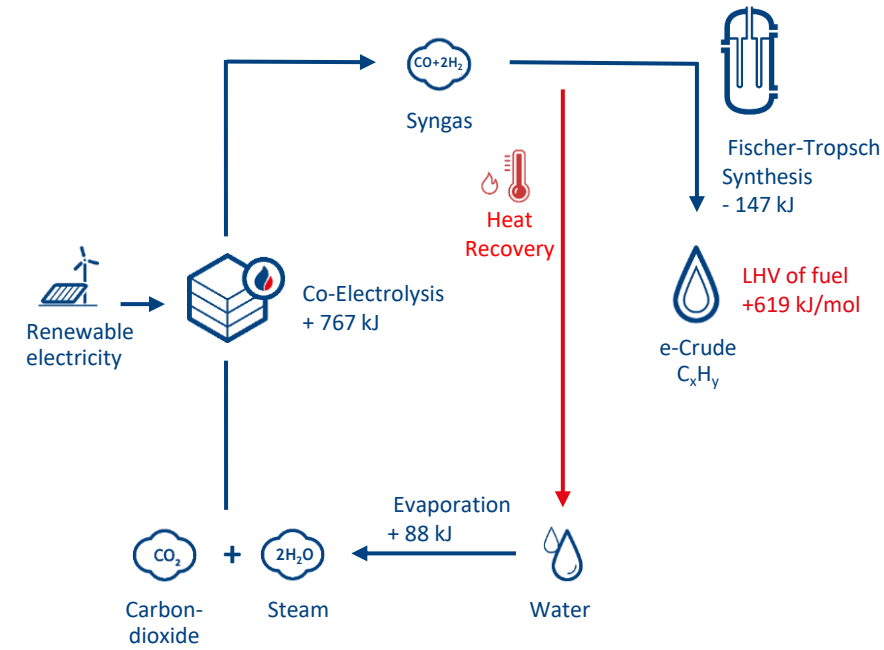 CO+2H₂
Syngas
Fischer-Tropsch
Synthesis
- 147 kJ
Heat
Recovery
Renewable
electricity
Co-Electrolysis
+ 767 kJ
LHV of fuel
+619 kJ/mol
e-Crude
CₓHᵧ
Evaporation
+ 88 kJ
CO₂
+
2H₂O
Carbon-
dioxide
Steam
Water